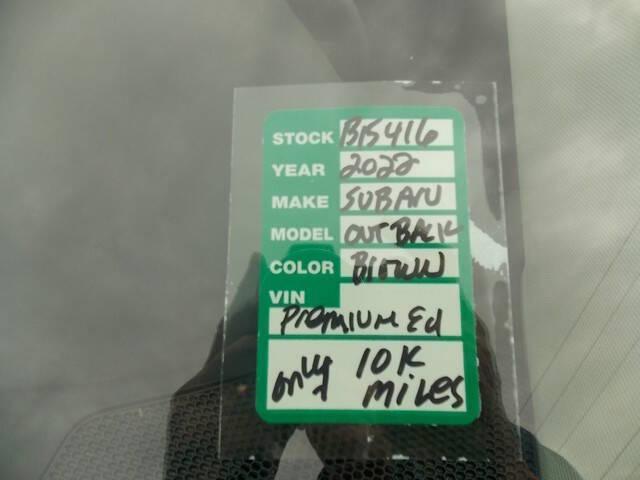 STOCK B15416
YEAR 2022
MAKE SUBARU
MODEL OUTBACK
COLOR BROWN
VIN
Premium Ed
only 10K
miles